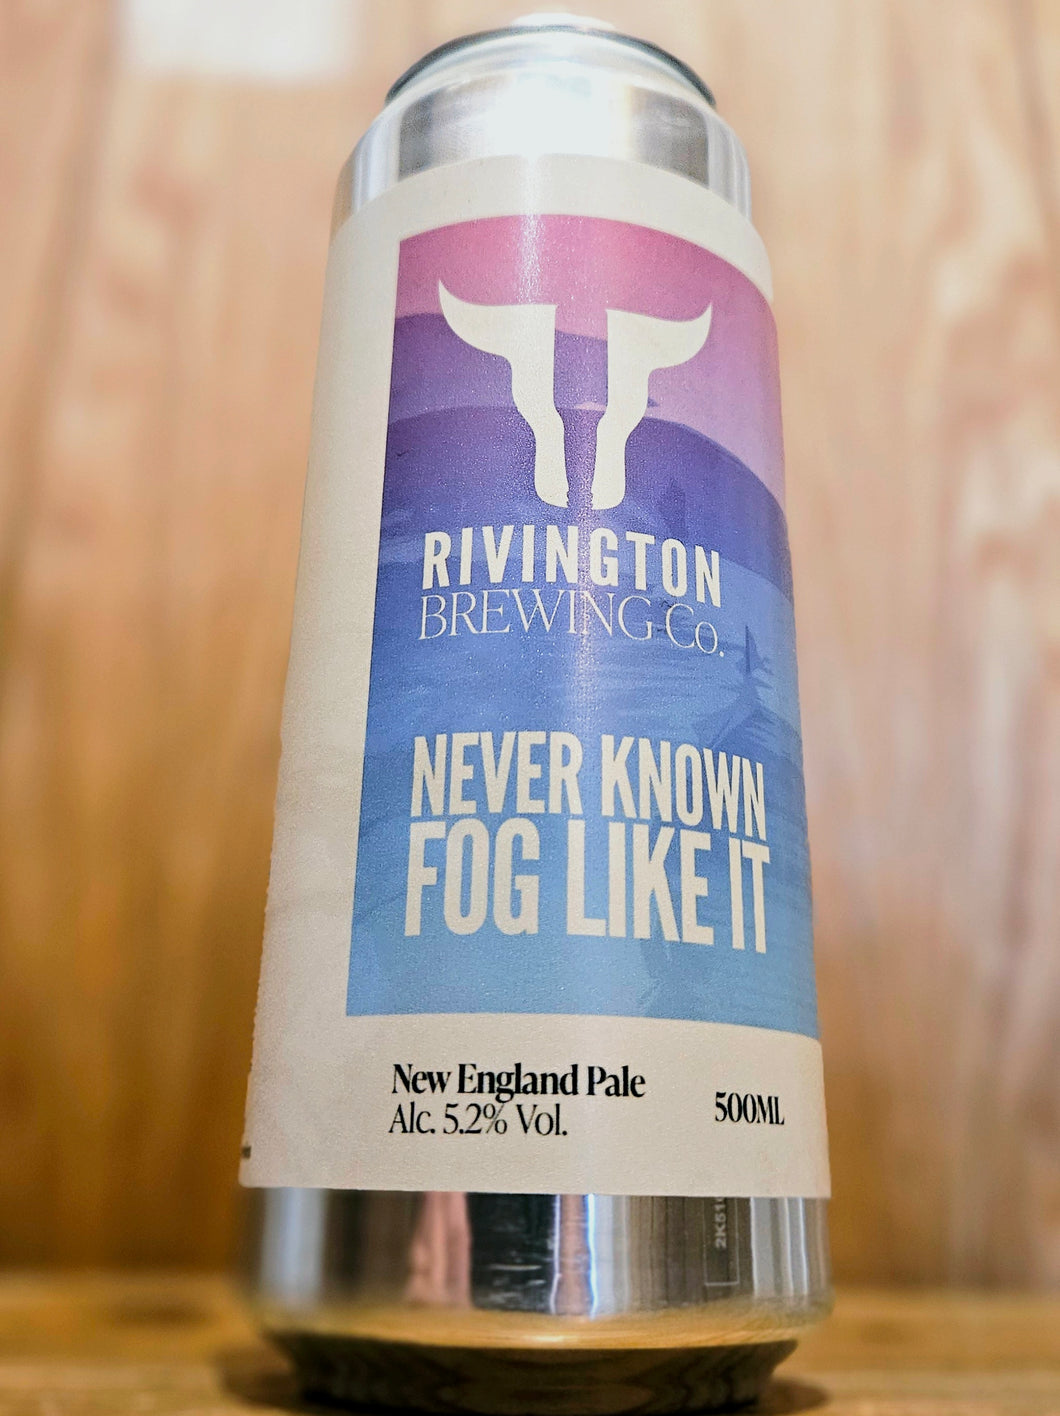 RIVINGTON
BREWING Co.
NEVER KNOWN
FOG LIKE IT
New England Pale
Alc. 5.2% Vol.
500ML